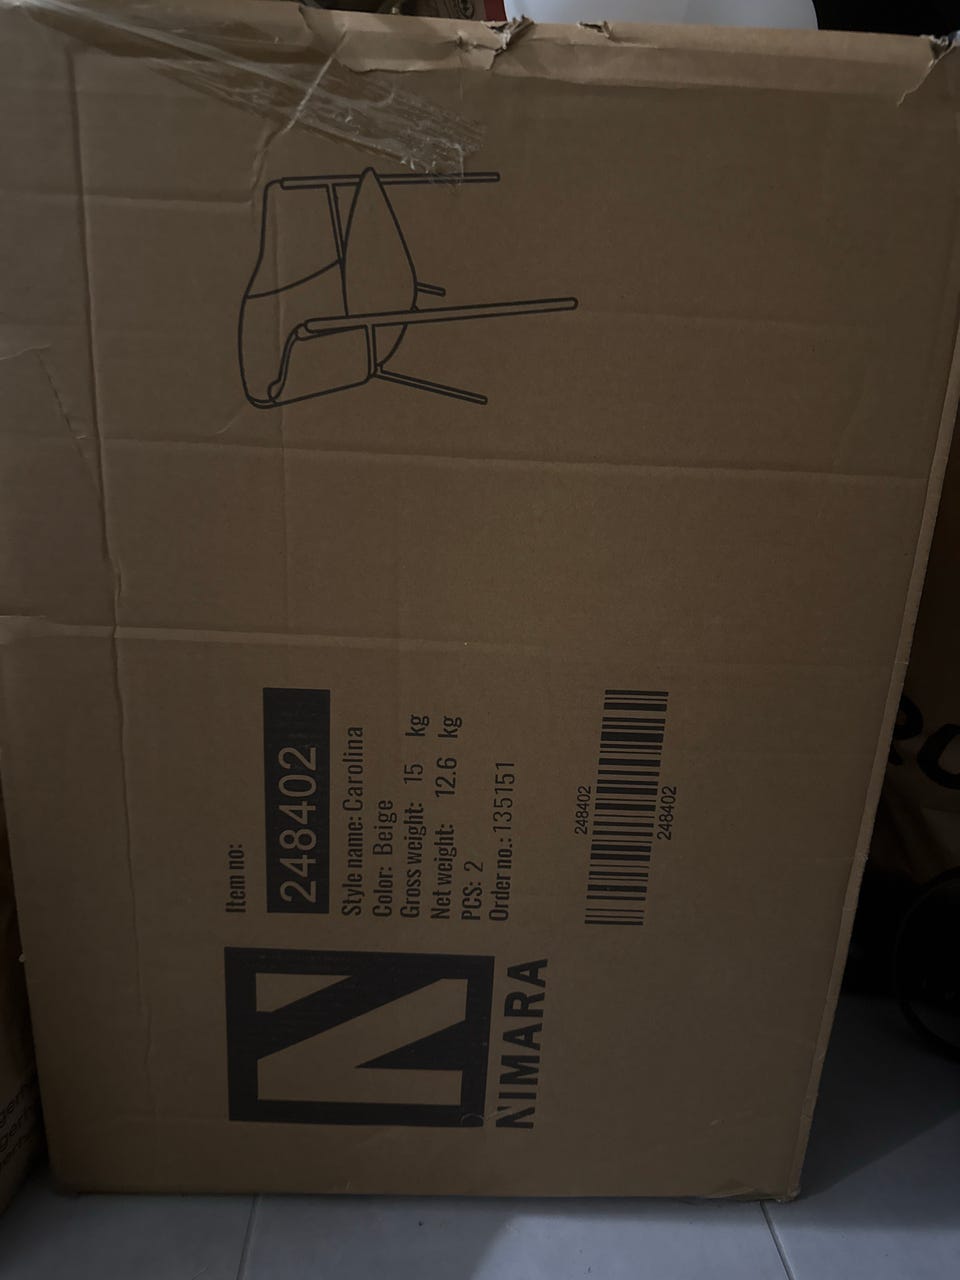 Item no:
248402
Style name: Carolina
Color: Beige
Gross weight: 15 kg
Net weight: 12.6 kg
PCS: 2
Order no.: 135151
248402
248402
NIMARA